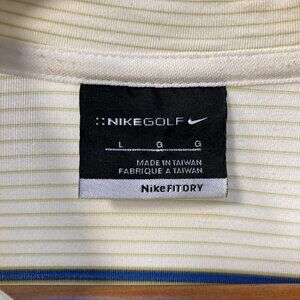 ::NIKEGOLF
L G G
MADE IN TAIWAN
FABRIQUE A TAIWAN
NikeFITDRY